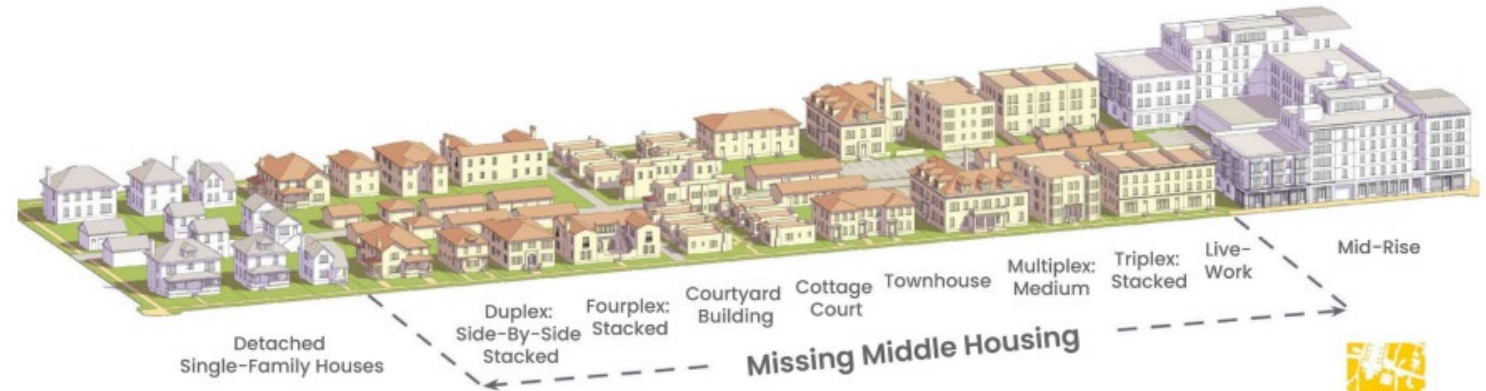 Detached
Single-Family Houses
Duplex:
Side-By-Side
Stacked
Fourplex:
Stacked
Courtyard
Building
Cottage
Court
Townhouse
Multiplex:
Medium
Triplex:
Stacked
Live-
Work
Mid-Rise
Missing Middle Housing